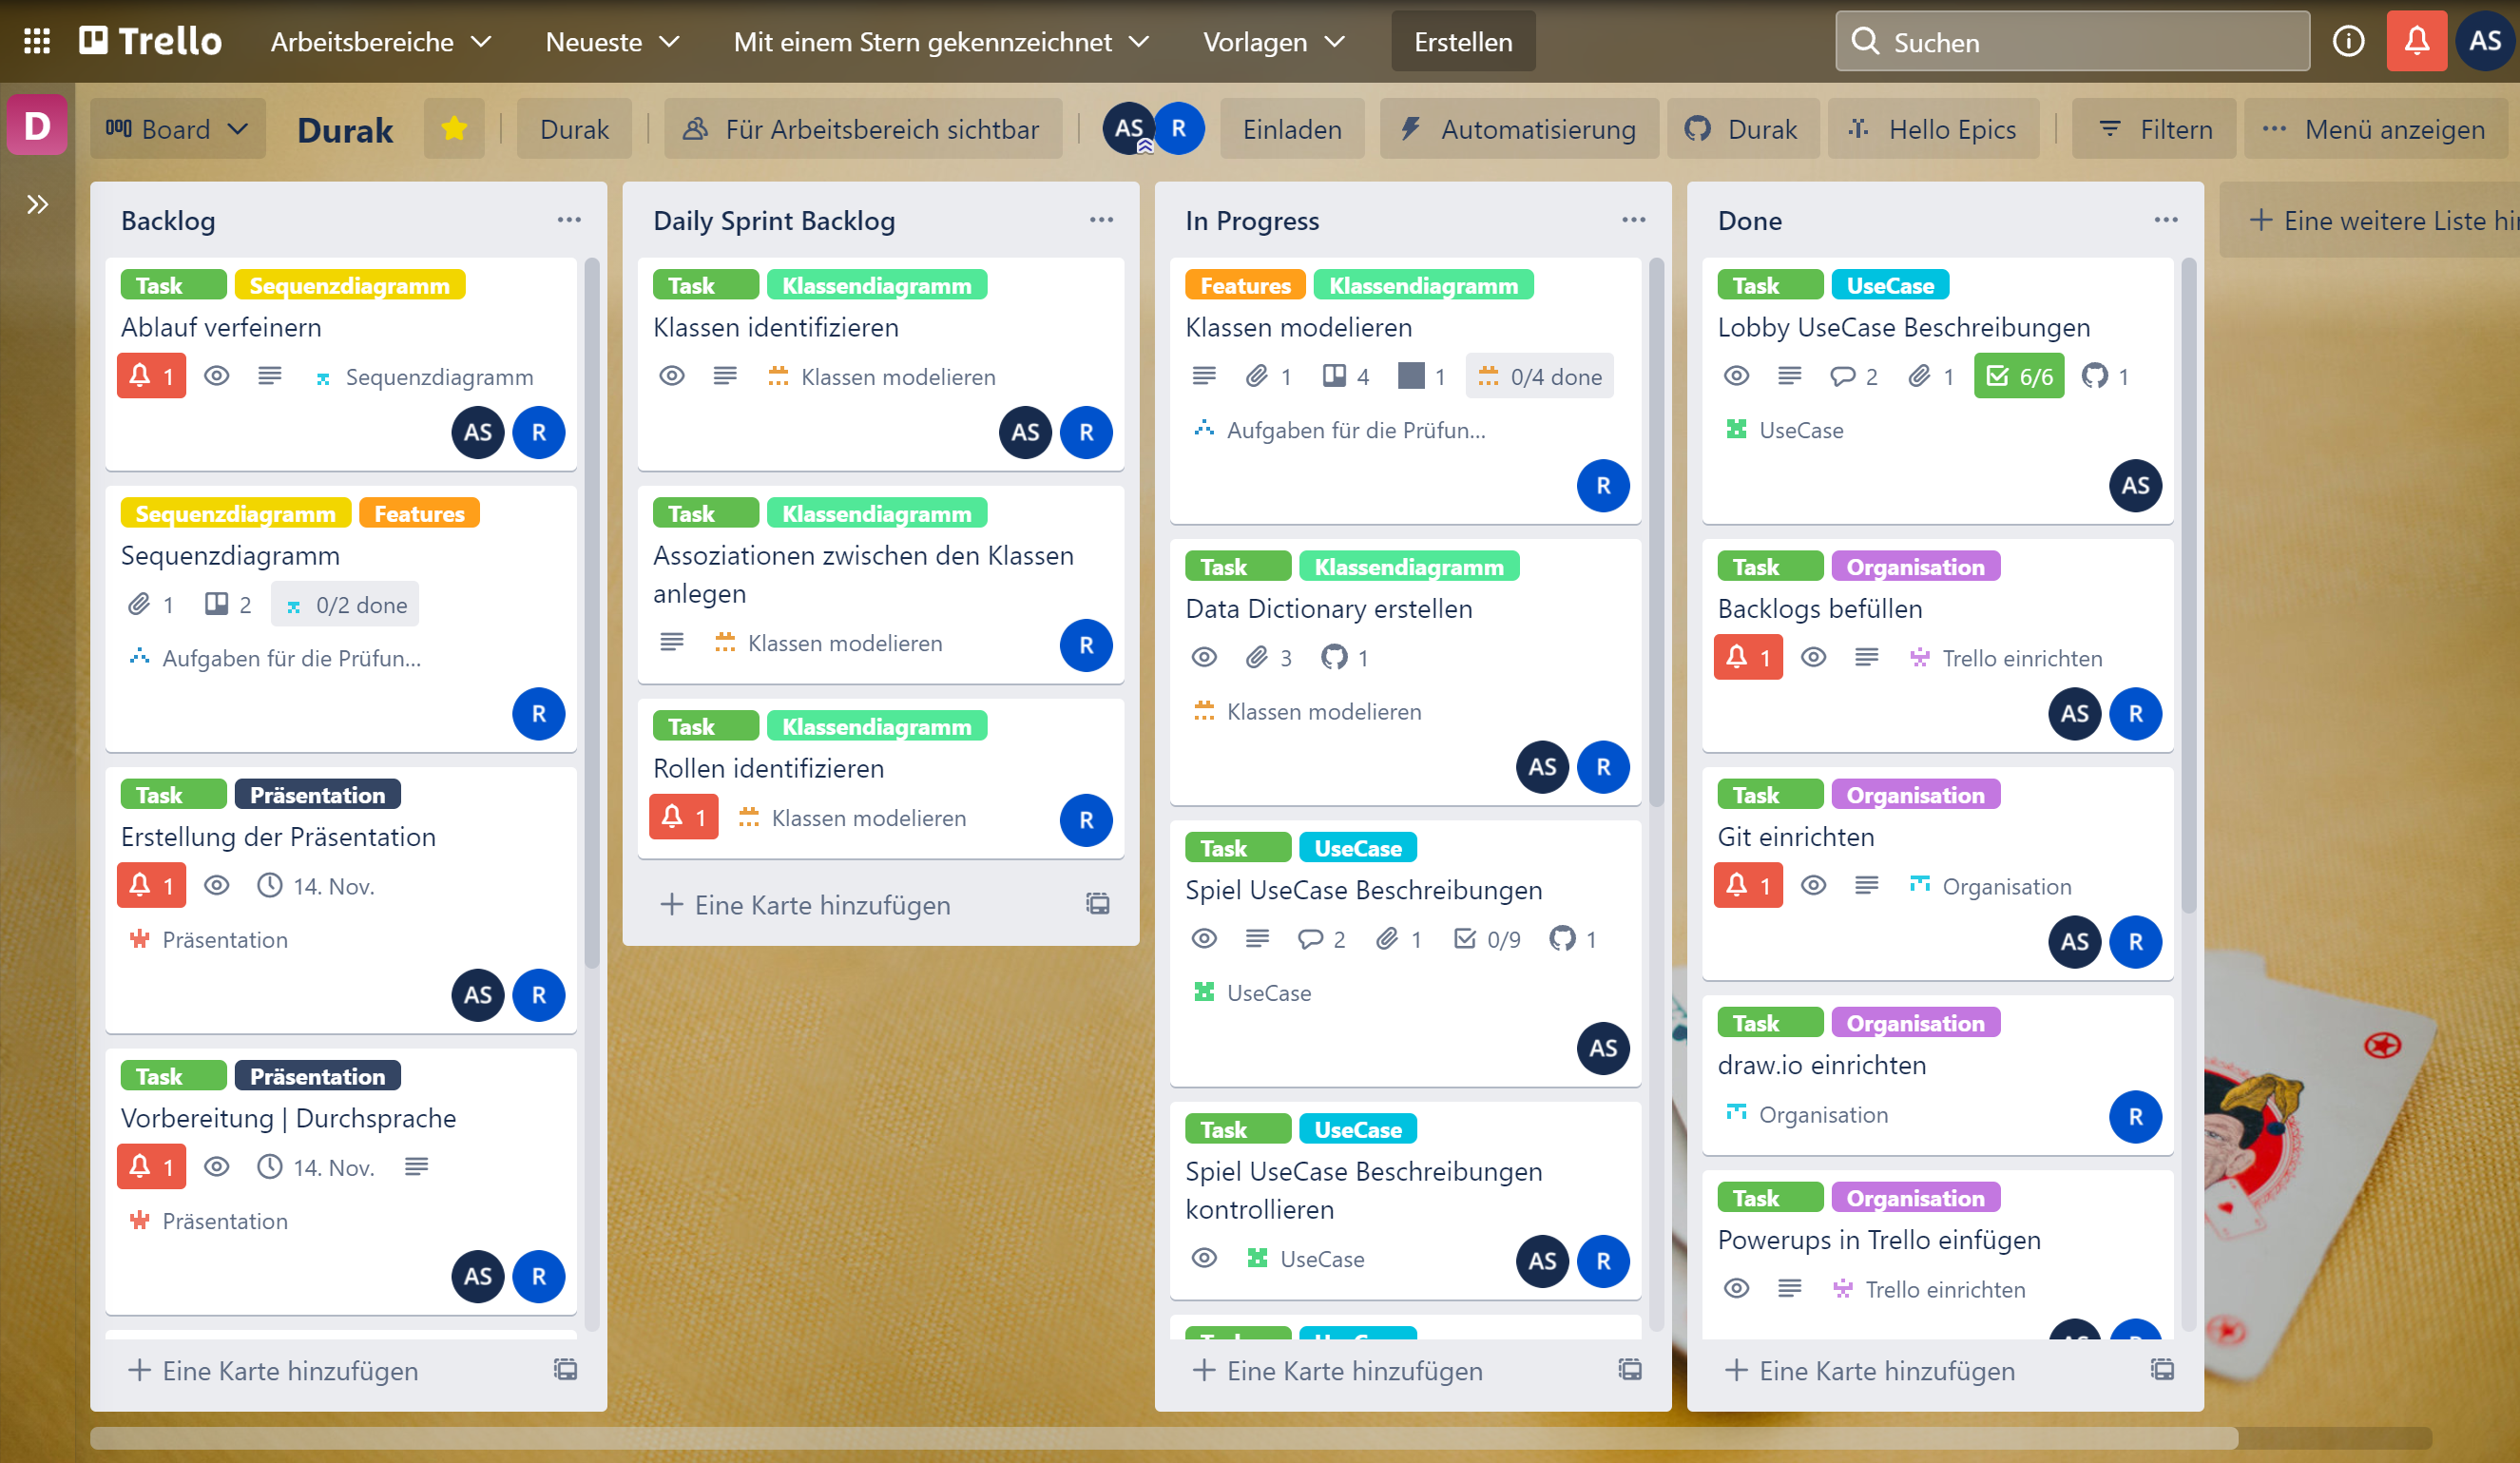 Trello
Arbeitsbereiche
Neueste
Mit einem Stern gekennzeichnet
Vorlagen
Erstellen
Suchen
AS
D
Board
Durak
Durak
Für Arbeitsbereich sichtbar
AS
R
Einladen
Automatisierung
Durak
Hello Epics
Filtern
Menü anzeigen
Backlog
Task Sequenzdiagramm
Ablauf verfeinern
1 Sequenzdiagramm
AS R
Sequenzdiagramm Features
Sequenzdiagramm
1 2 0/2 done
Aufgaben für die Prüfun...
R
Task Präsentation
Erstellung der Präsentation
1 14. Nov.
Präsentation
AS R
Task Präsentation
Vorbereitung | Durchsprache
1 14. Nov.
Präsentation
AS R
+ Eine Karte hinzufügen
Daily Sprint Backlog
Task Klassendiagramm
Klassen identifizieren
Klassen modelieren
AS R
Task Klassendiagramm
Assoziationen zwischen den Klassen
anlegen
Klassen modelieren
R
Task Klassendiagramm
Rollen identifizieren
1 Klassen modelieren
R
+ Eine Karte hinzufügen
In Progress
Features Klassendiagramm
Klassen modelieren
1 4 1 0/4 done
Aufgaben für die Prüfun...
R
Task Klassendiagramm
Data Dictionary erstellen
3 1
Klassen modelieren
AS R
Task UseCase
Spiel UseCase Beschreibungen
2 1 0/9 1
UseCase
AS
Task UseCase
Spiel UseCase Beschreibungen
kontrollieren
UseCase
AS R
Task UseCase
+ Eine Karte hinzufügen
Done
Task UseCase
Lobby UseCase Beschreibungen
2 1 6/6 1
UseCase
AS
Task Organisation
Backlogs befüllen
1 Trello einrichten
AS R
Task Organisation
Git einrichten
1 Organisation
AS R
Task Organisation
draw.io einrichten
Organisation
R
Task Organisation
Powerups in Trello einfügen
Trello einrichten
AS R
+ Eine Karte hinzufügen
+ Eine weitere Liste hin